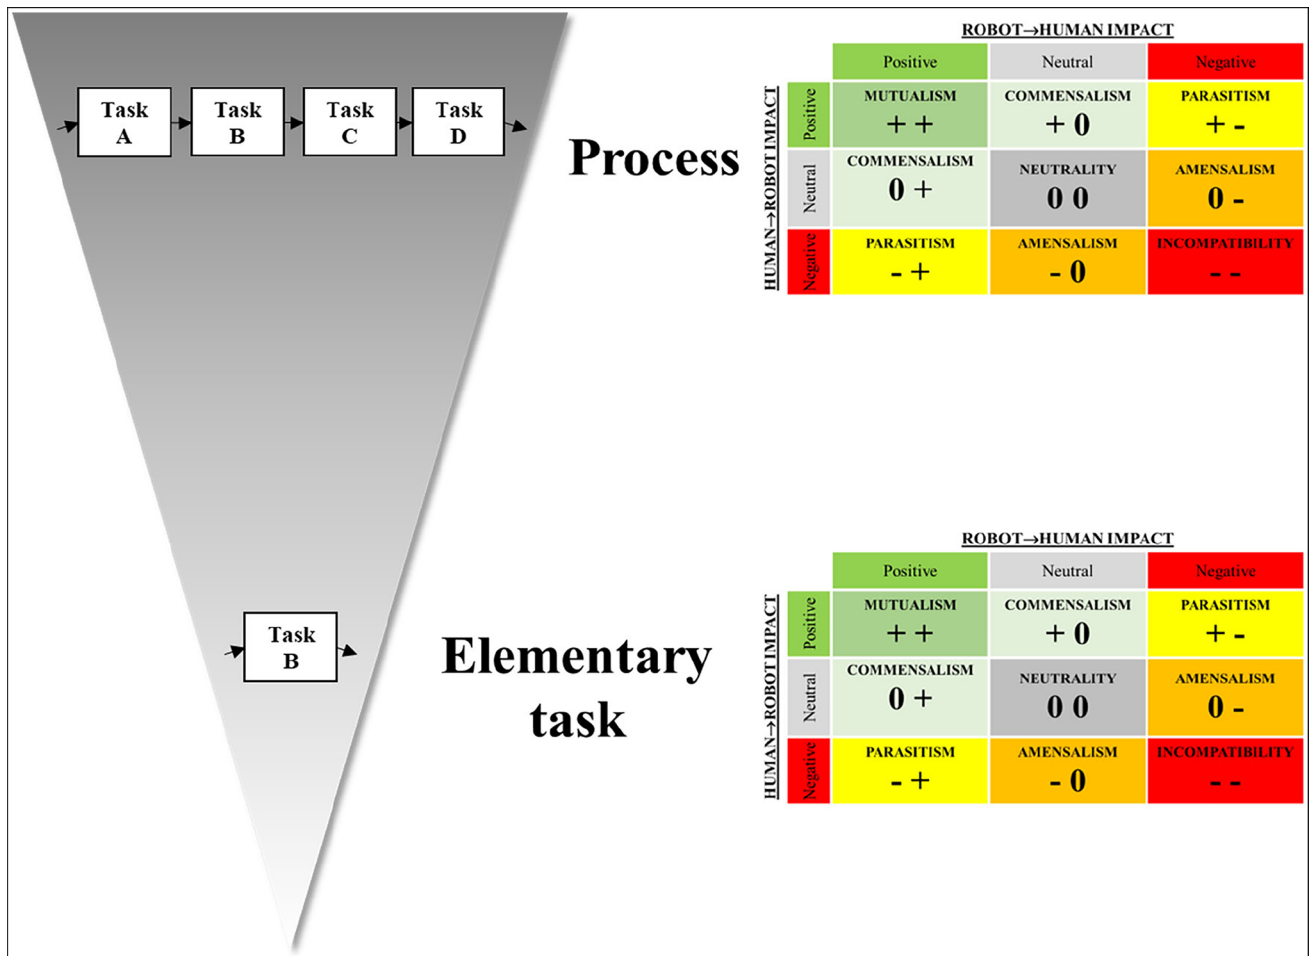 Task
A
Task
B
Task
C
Task
D
Process
ROBOT→HUMAN IMPACT
HUMAN→ROBOT IMPACT
Positive
Neutral
Negative
Positive
MUTUALISM
+ +
COMMENSALISM
+ 0
PARASITISM
+ -
Neutral
COMMENSALISM
0 +
NEUTRALITY
0 0
AMENSALISM
0 -
Negative
PARASITISM
- +
AMENSALISM
- 0
INCOMPATIBILITY
- -
Task
B
Elementary
task
ROBOT→HUMAN IMPACT
HUMAN→ROBOT IMPACT
Positive
Neutral
Negative
Positive
MUTUALISM
+ +
COMMENSALISM
+ 0
PARASITISM
+ -
Neutral
COMMENSALISM
0 +
NEUTRALITY
0 0
AMENSALISM
0 -
Negative
PARASITISM
- +
AMENSALISM
- 0
INCOMPATIBILITY
- -